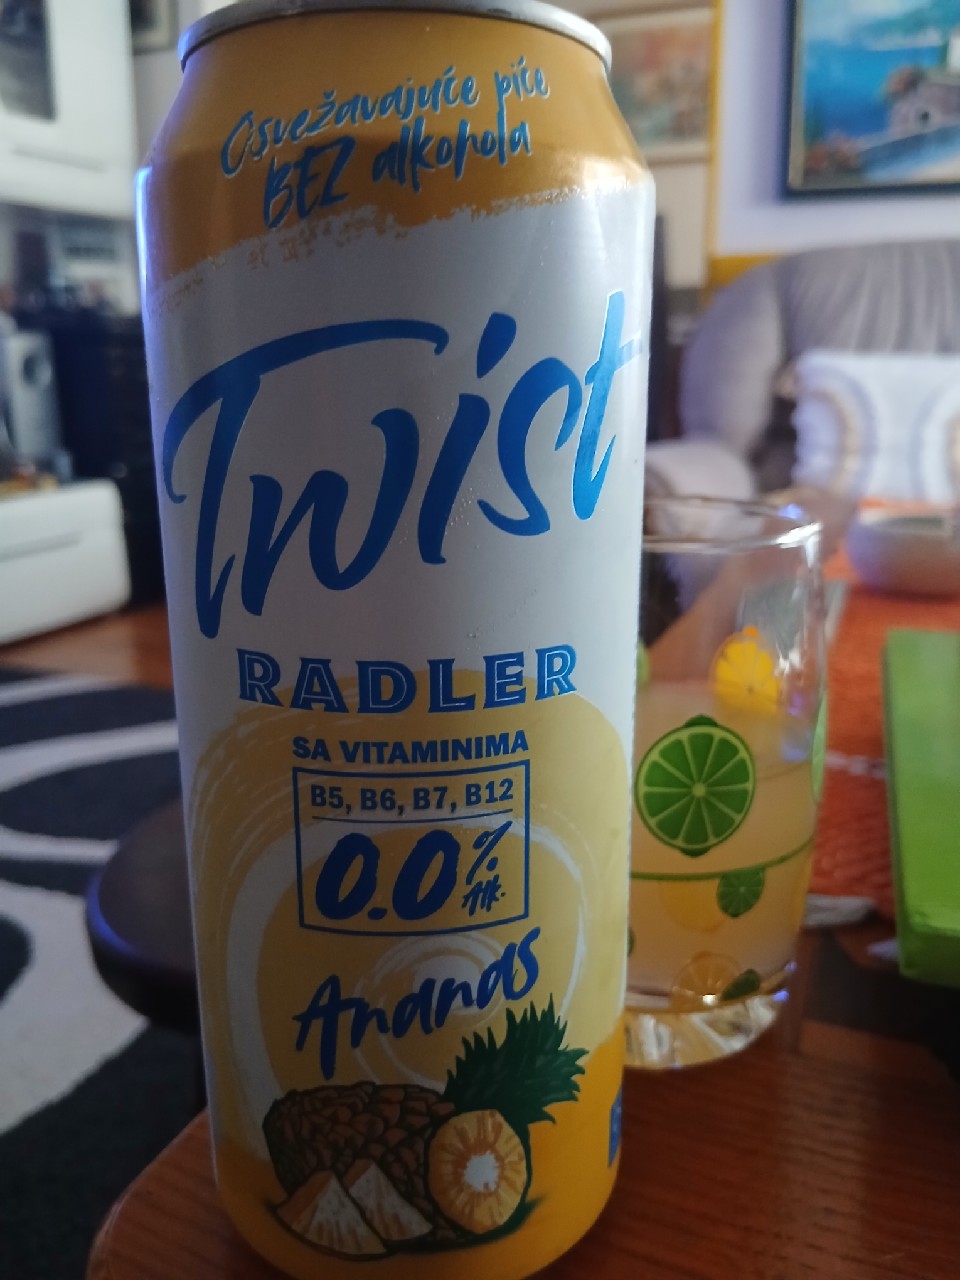 Osvežavajuće piće
BEZ alkohola
Twist
RADLER
SA VITAMINIMA
B5, B6, B7, B12
0.0% Alk.
Ananas